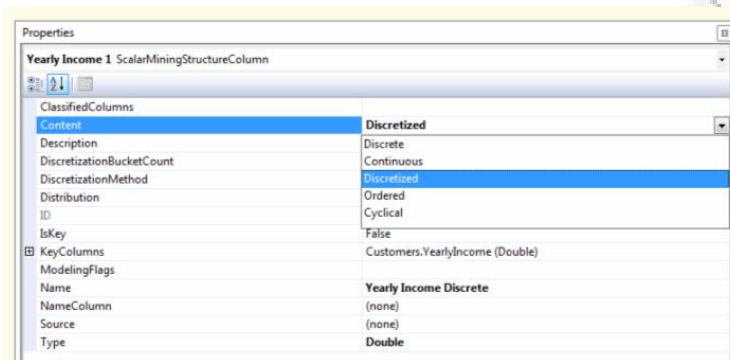 Properties
Yearly Income 1 ScalarMiningStructureColumn
ClassifiedColumns
Content Discretized
Description Discrete
DiscretizationBucketCount Continuous
DiscretizationMethod Discretized
Distribution Ordered
ID Cyclical
IsKey False
KeyColumns Customers.YearlyIncome (Double)
ModelingFlags
Name Yearly Income Discrete
NameColumn (none)
Source (none)
Type Double